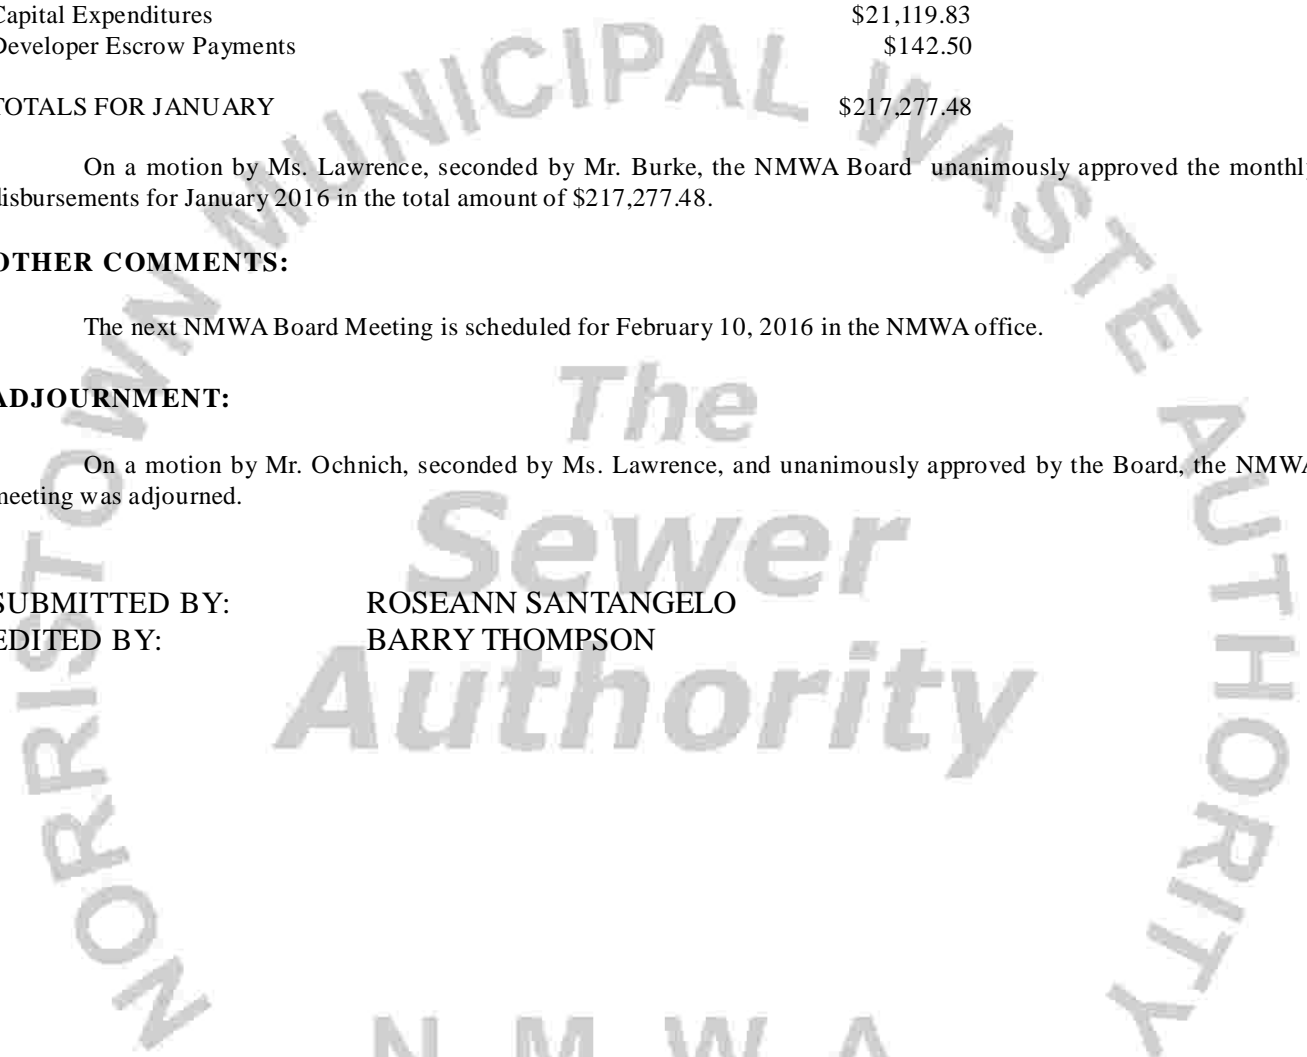 Capital Expenditures $21,119.83
Developer Escrow Payments $142.50
TOTALS FOR JANUARY $217,277.48
On a motion by Ms. Lawrence, seconded by Mr. Burke, the NMWA Board unanimously approved the monthly
disbursements for January 2016 in the total amount of $217,277.48.
OTHER COMMENTS:
The next NMWA Board Meeting is scheduled for February 10, 2016 in the NMWA office.
ADJOURNMENT:
On a motion by Mr. Ochnich, seconded by Ms. Lawrence, and unanimously approved by the Board, the NMWA
meeting was adjourned.
SUBMITTED BY: ROSEANN SANTANGELO
EDITED BY: BARRY THOMPSON
NORRISTOWN MUNICIPAL WASTE AUTHORITY
The
Sewer
Authority
N M W A